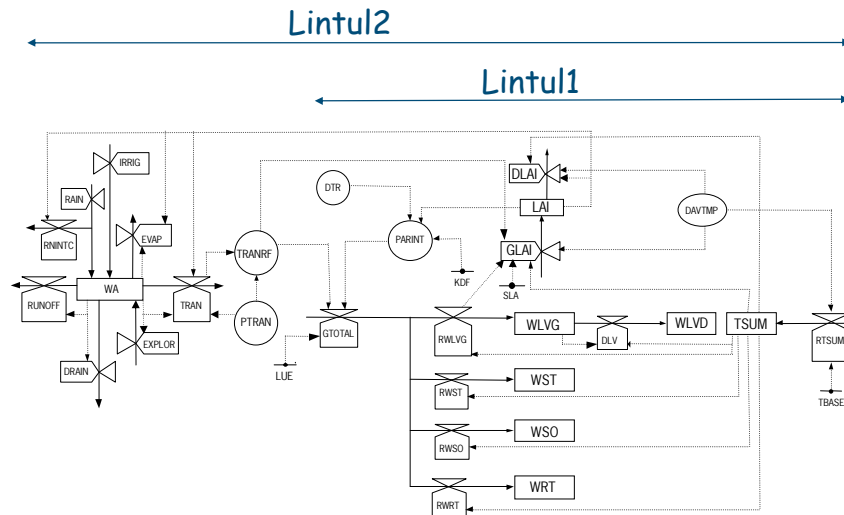 Lintul2
Lintul1
IRRIG
RAIN
DTR
DLAI
LAI
DAVTMP
RNINTC
EVAP
TRANRF
PARINT
GLAI
KDF
SLA
WA
RUNOFF
TRAN
PTRAN
GTOTAL
RWLVG
WLVG
DLV
WLVD
TSUM
RTSUM
EXPLOR
DRAIN
LUE
RWST
WST
TBASE
RWSO
WSO
RWRT
WRT